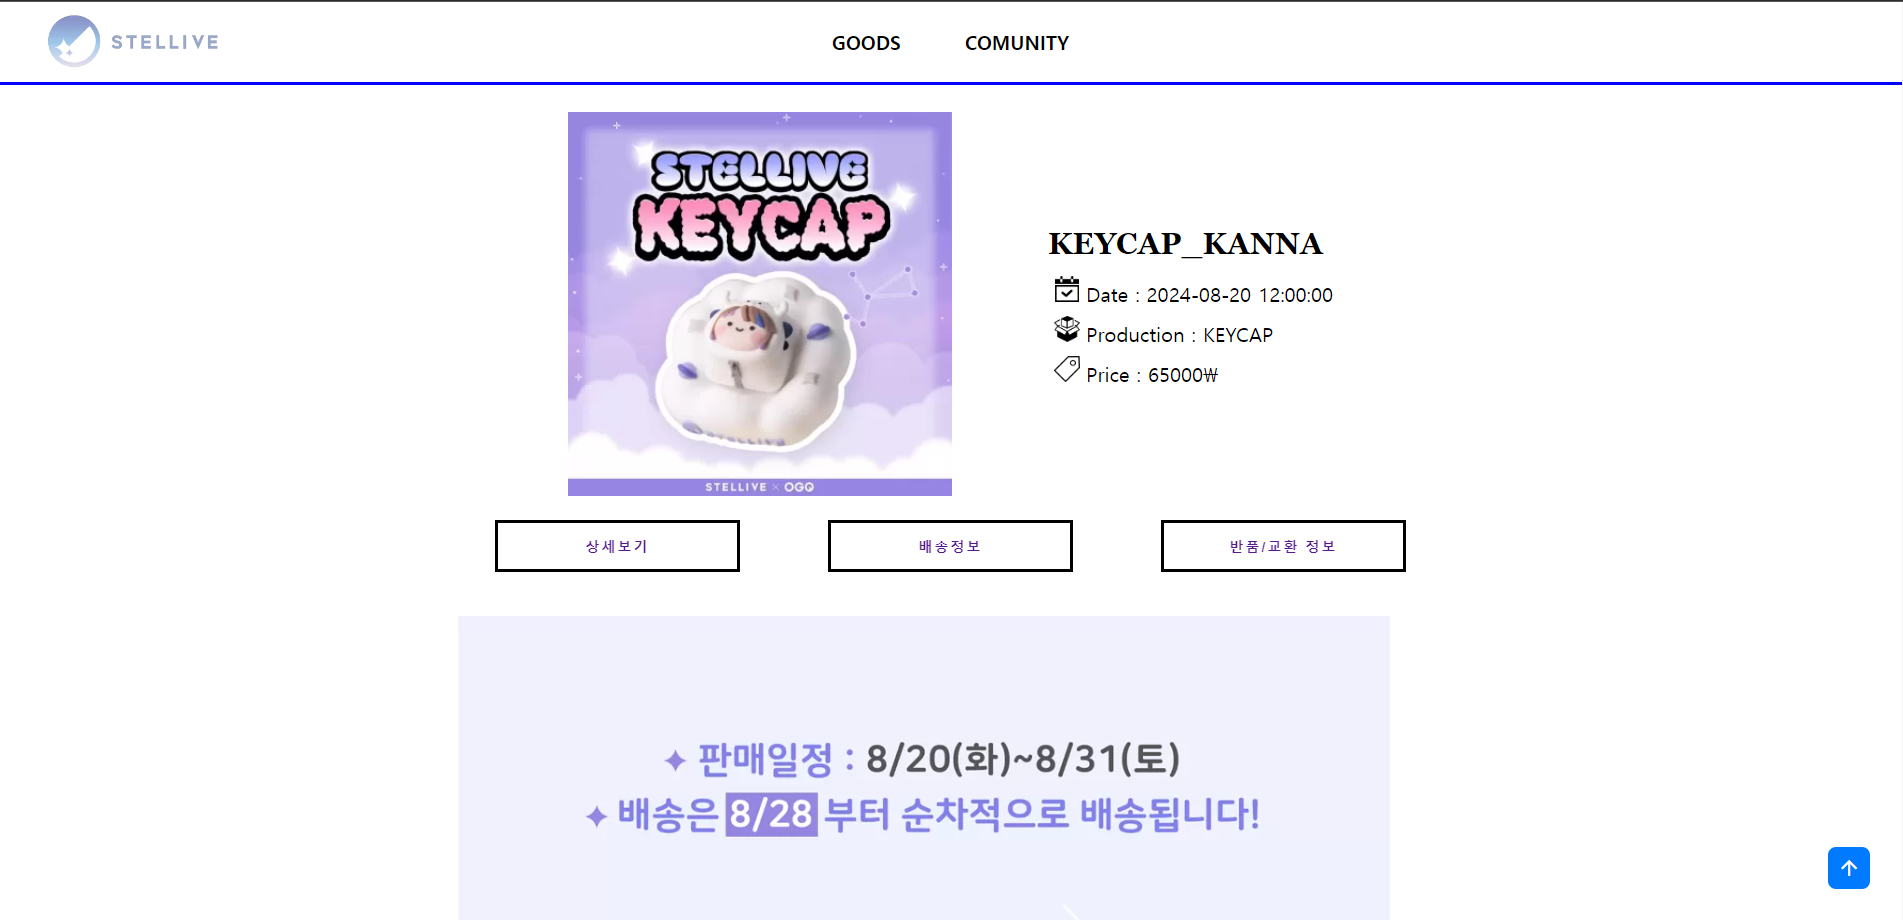 STELLIVE
GOODS
COMUNITY
STELLIVE
KEYCAP
STELLIVE
STELLIVE × OGQ
KEYCAP_KANNA
Date : 2024-08-20 12:00:00
Production : KEYCAP
Price : 65000₩
상세보기
배송정보
반품/교환 정보
✦ 판매일정 : 8/20(화)~8/31(토)
✦ 배송은 8/28 부터 순차적으로 배송됩니다!